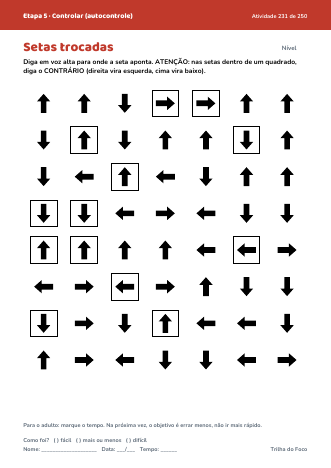 Etapa 5 · Controlar (autocontrole)
Atividade 231 de 250
Setas trocadas
Nível
Diga em voz alta para onde a seta aponta. ATENÇÃO: nas setas dentro de um quadrado,
diga o CONTRÁRIO (direita vira esquerda, cima vira baixo).
Para o adulto: marque o tempo. Na próxima vez, o objetivo é errar menos, não ir mais rápido.
Como foi? ( ) fácil ( ) mais ou menos ( ) difícil
Nome: ____________________ Data: ___/___ Tempo: ______
Trilha do Foco